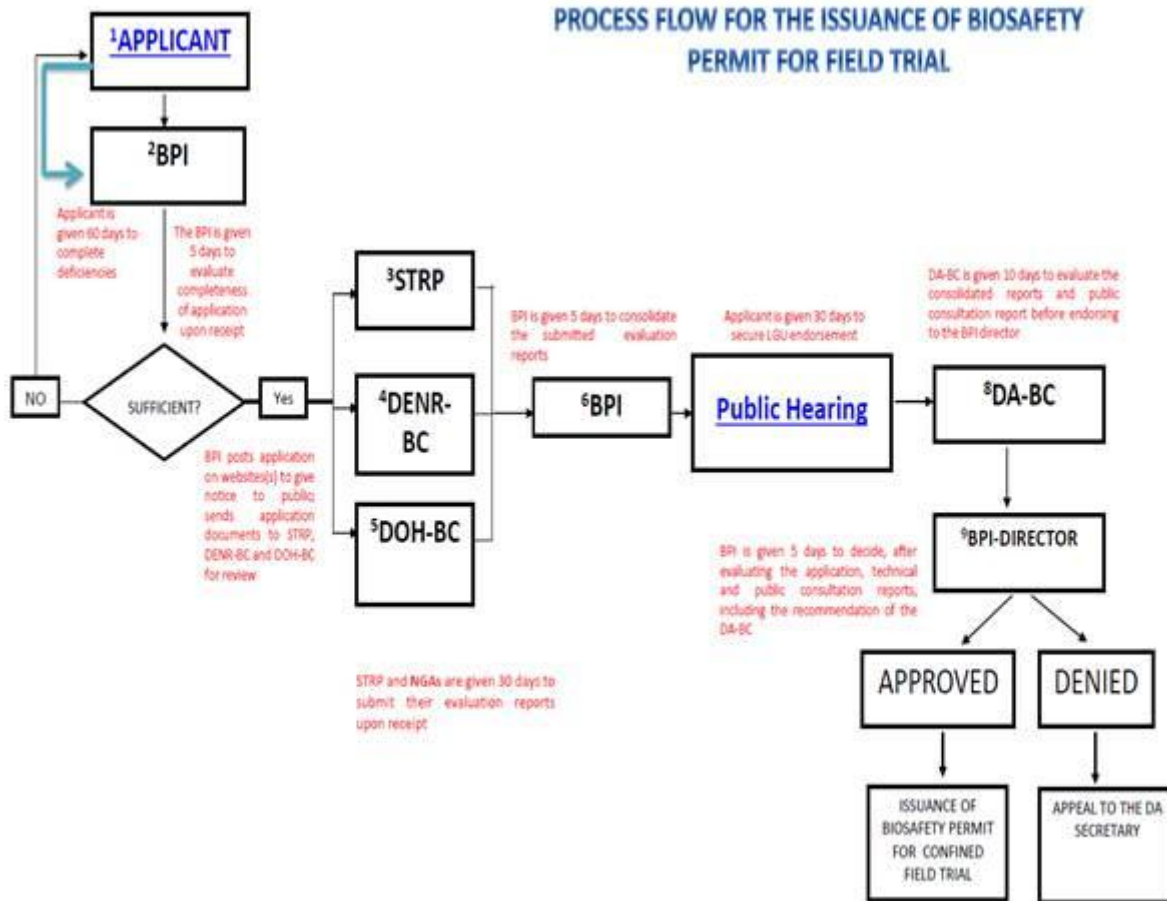 PROCESS FLOW FOR THE ISSUANCE OF BIOSAFETY
PERMIT FOR FIELD TRIAL
¹APPLICANT
²BPI
Applicant is
given 60 days to
complete
deficiencies
The BPI is given
5 days to
evaluate
completeness
of application
upon receipt
NO
SUFFICIENT?
Yes
BPI posts application
on websites(s) to give
notice to public;
sends application
documents to STRP,
DENR-BC and DOH-BC
for review
³STRP
⁴DENR-
BC
⁵DOH-BC
STRP and NGAs are given 30 days to
submit their evaluation reports
upon receipt
BPI is given 5 days to consolidate
the submitted evaluation
reports
⁶BPI
Applicant is given 30 days to
secure LGU endorsement
Public Hearing
DA-BC is given 10 days to evaluate the
consolidated reports and public
consultation report before endorsing
to the BPI director
⁸DA-BC
⁹BPI-DIRECTOR
BPI is given 5 days to decide, after
evaluating the application, technical
and public consultation reports,
including the recommendation of the
DA-BC
APPROVED
DENIED
ISSUANCE OF
BIOSAFETY PERMIT
FOR CONFINED
FIELD TRIAL
APPEAL TO THE DA
SECRETARY